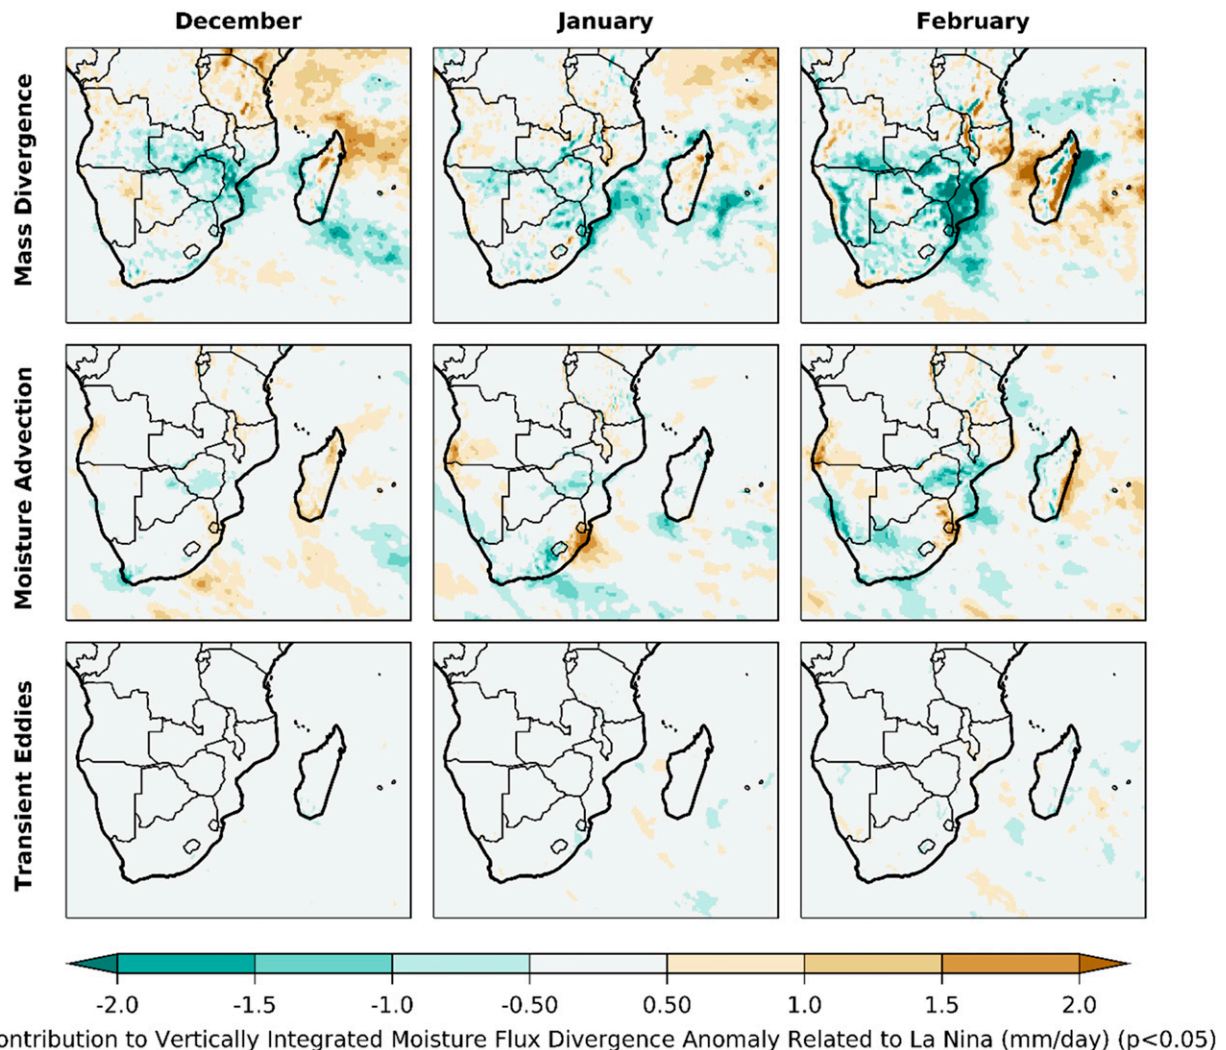 December January February
Mass Divergence
Moisture Advection
Transient Eddies
-2.0 -1.5 -1.0 -0.50 0.50 1.0 1.5 2.0
ontribution to Vertically Integrated Moisture Flux Divergence Anomaly Related to La Nina (mm/day) (p<0.05)